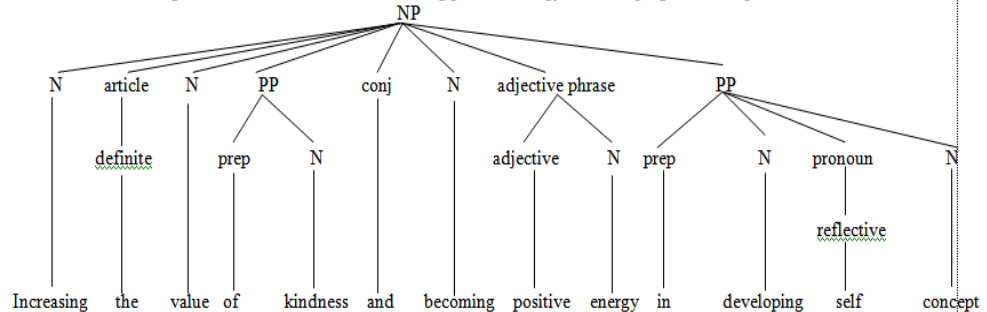 NP
N article N PP conj N adjective phrase PP
definite prep N adjective N prep N pronoun N
reflective
Increasing the value of kindness and becoming positive energy in developing self concept